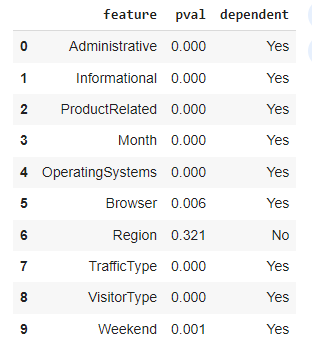 feature pval dependent
0 Administrative 0.000 Yes
1 Informational 0.000 Yes
2 ProductRelated 0.000 Yes
3 Month 0.000 Yes
4 OperatingSystems 0.000 Yes
5 Browser 0.006 Yes
6 Region 0.321 No
7 TrafficType 0.000 Yes
8 VisitorType 0.000 Yes
9 Weekend 0.001 Yes